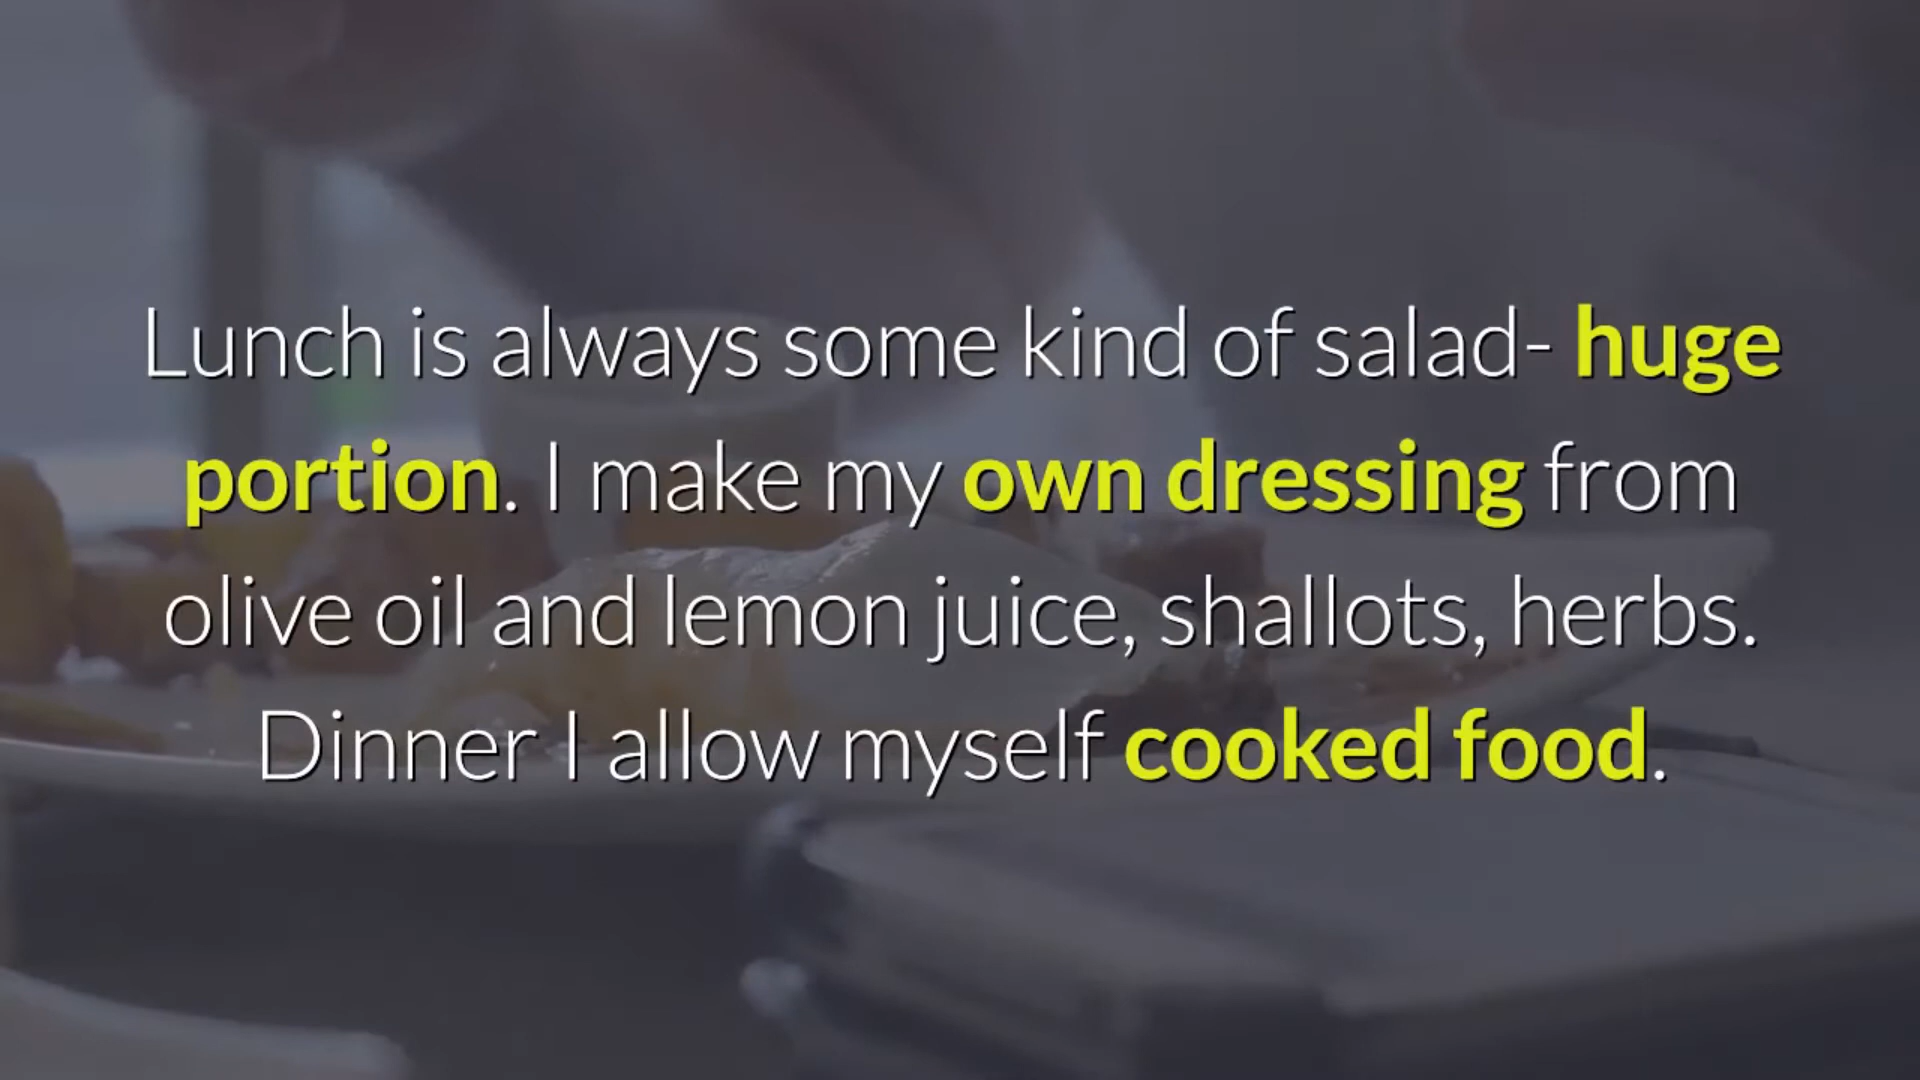 Lunch is always some kind of salad- huge
portion. I make my own dressing from
olive oil and lemon juice, shallots, herbs.
Dinner I allow myself cooked food.